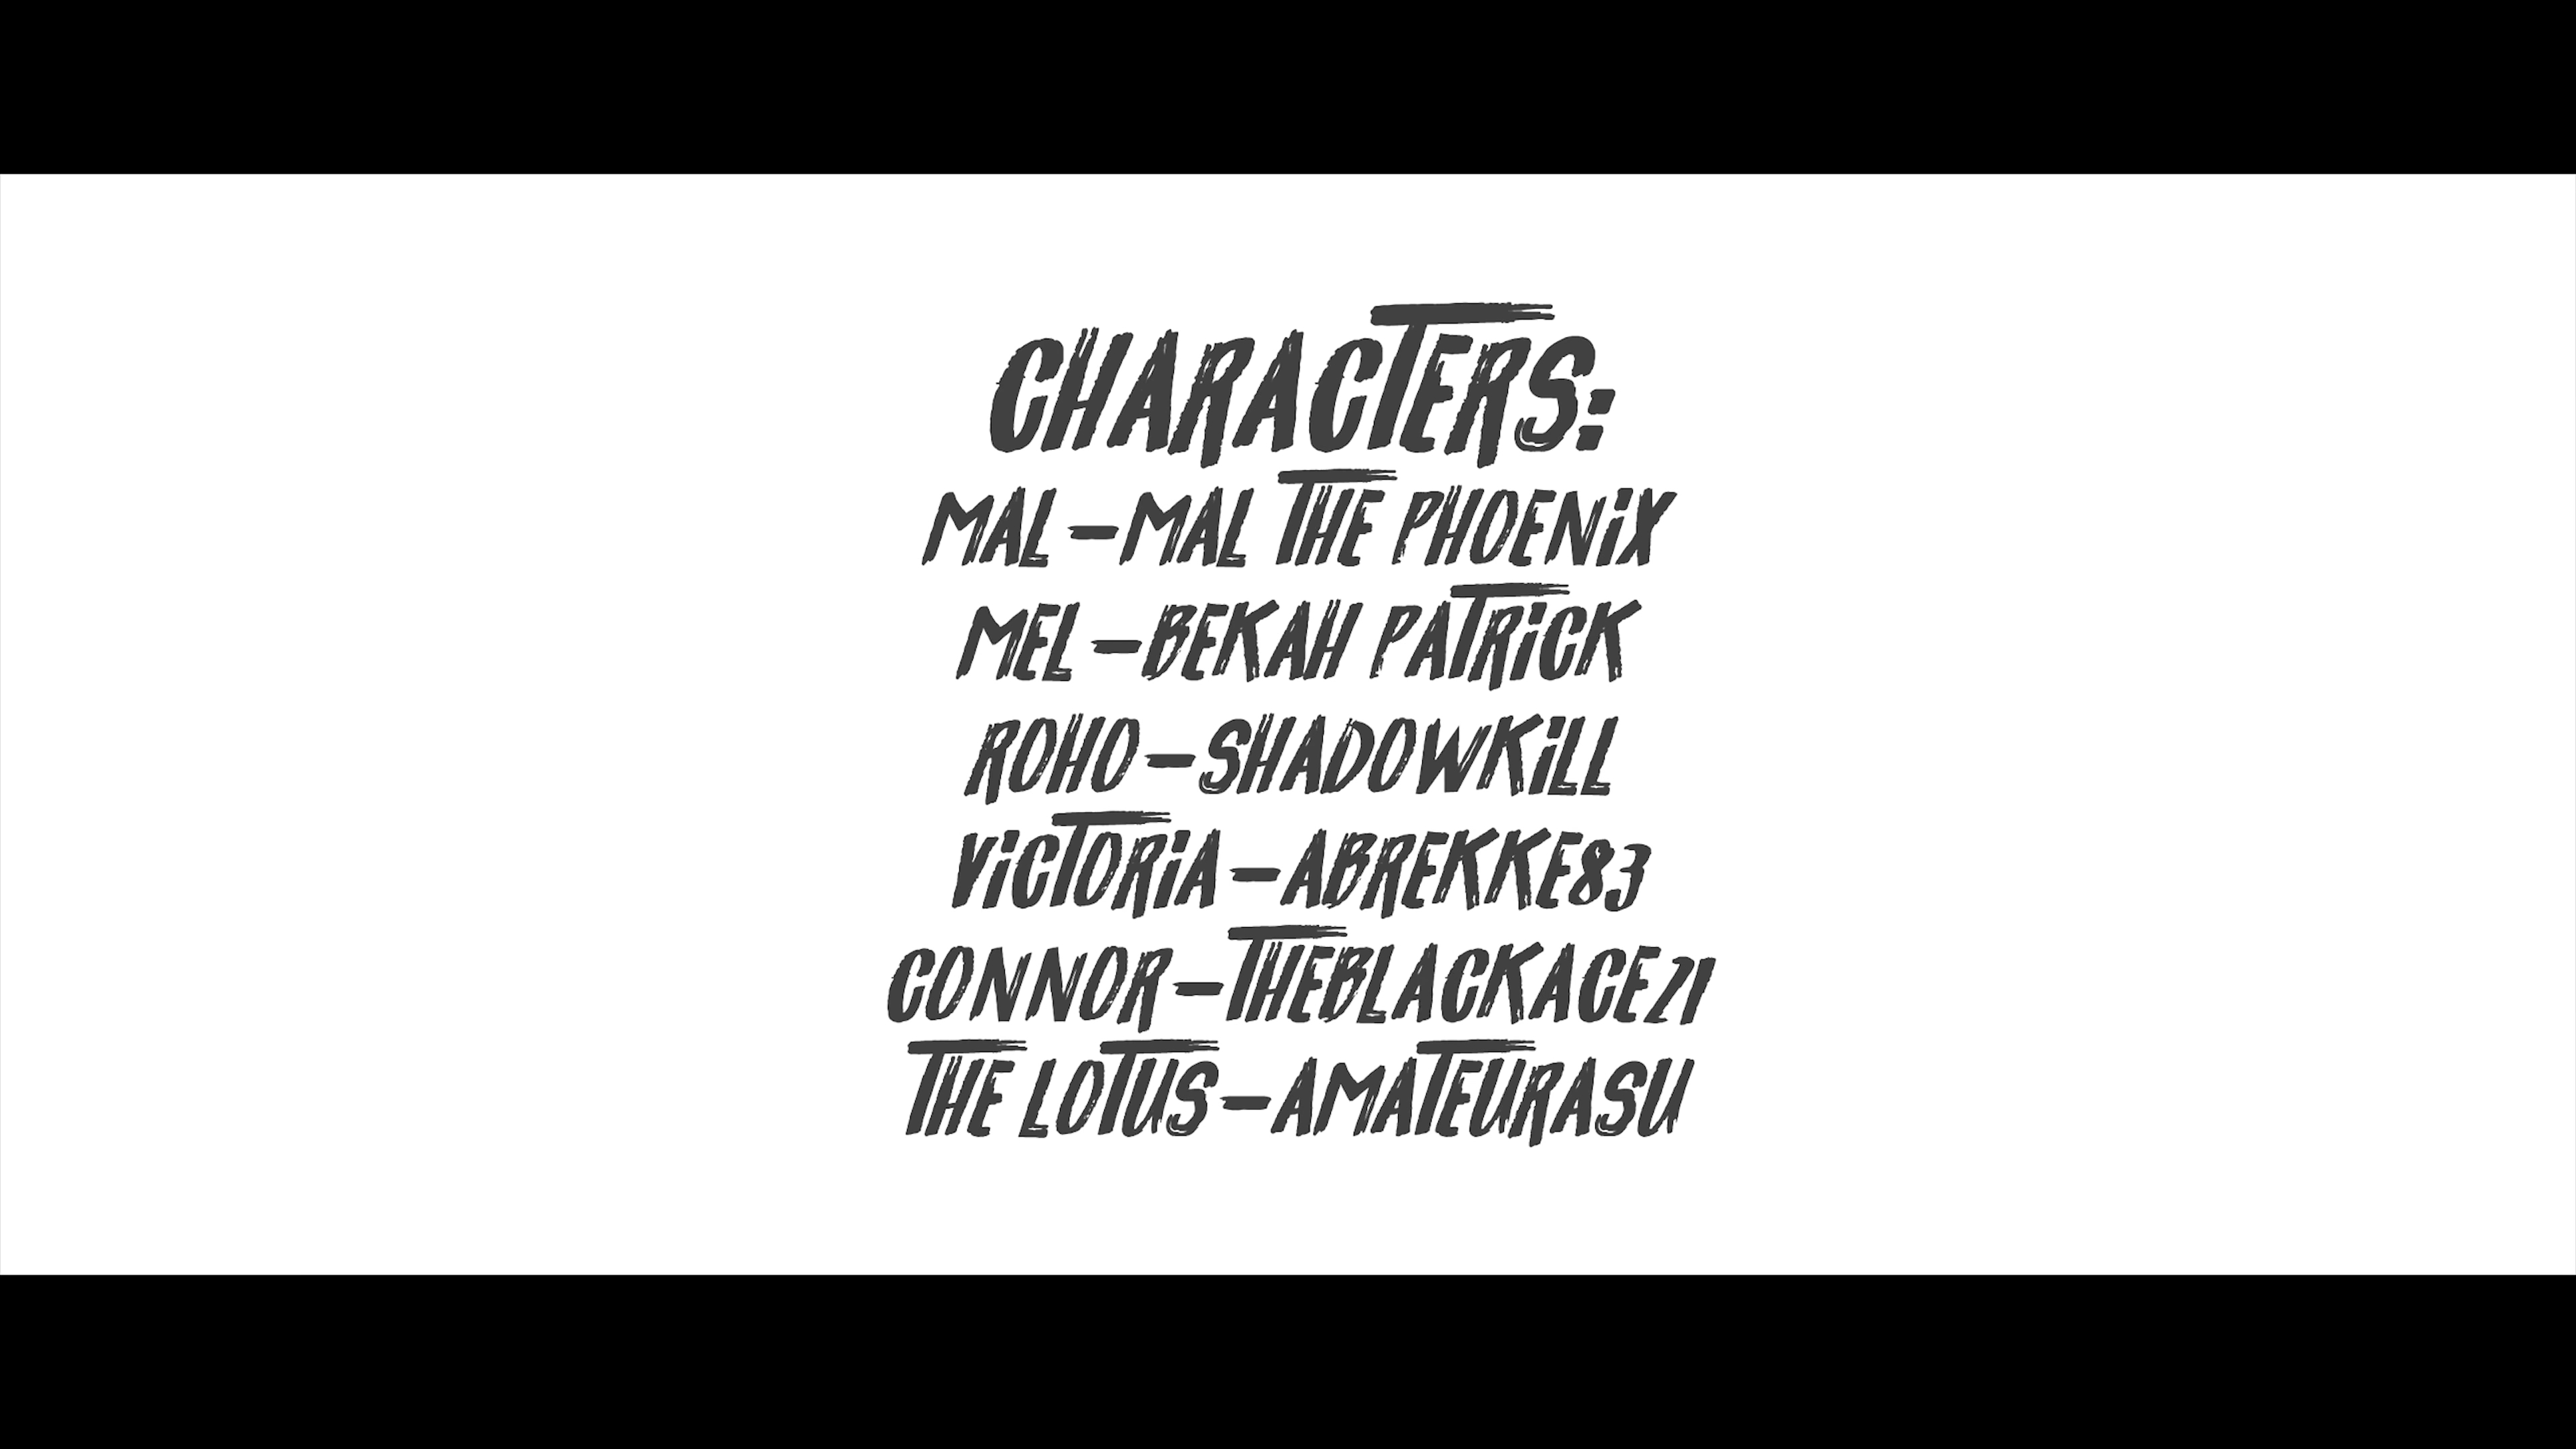 CHARACTERS:
MAL - MAL THE PHOENIX
MEL - BEKAH PATRICK
ROHO - SHADOWKILL
VICTORIA - ABREKKE83
CONNOR - THEBLACKACE21
THE LOTUS - AMATEURASU